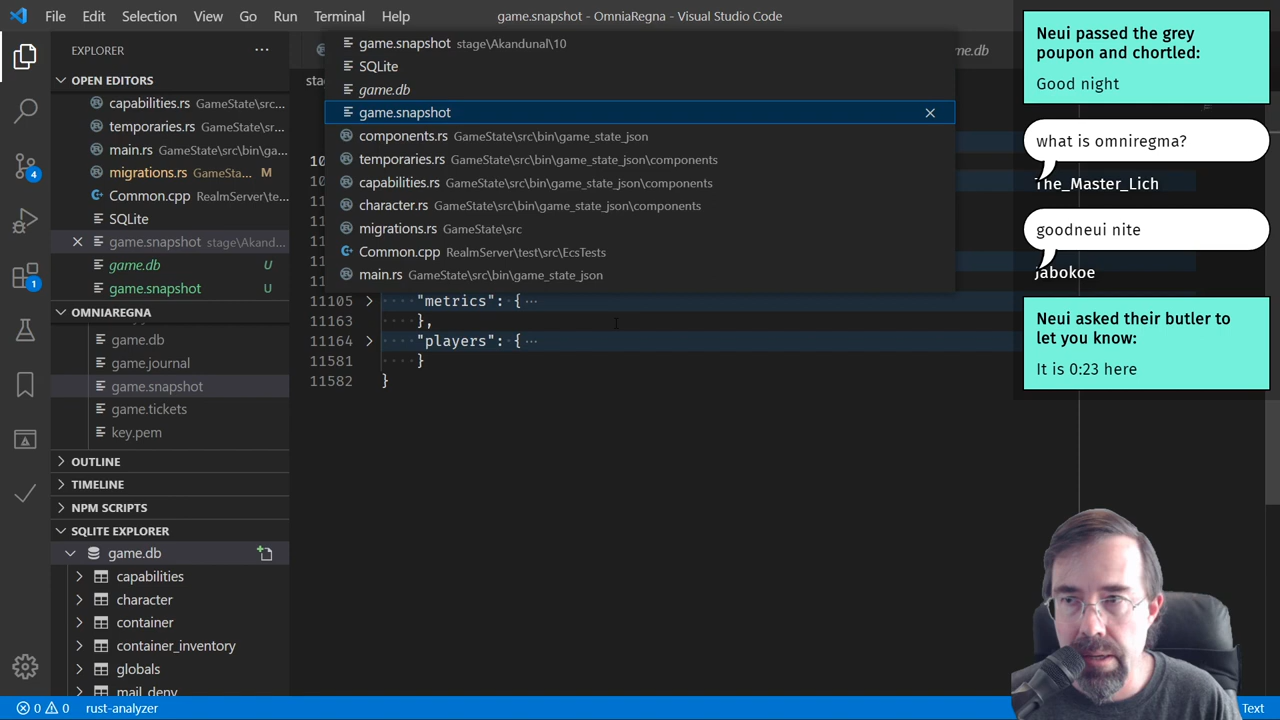 File Edit Selection View Go Run Terminal Help
game.snapshot - OmniaRegna - Visual Studio Code
EXPLORER
OPEN EDITORS
capabilities.rs GameState\src...
temporaries.rs GameState\src...
main.rs GameState\src\bin\ga...
migrations.rs GameSta... M
Common.cpp RealmServer\te...
SQLite
game.snapshot stage\Akand...
game.db U
game.snapshot U
OMNIAREGNA
game.db
game.journal
game.snapshot
game.tickets
key.pem
OUTLINE
TIMELINE
NPM SCRIPTS
SQLITE EXPLORER
game.db
capabilities
character
container
container_inventory
globals
mail_deny
4
1
game.snapshot stage\Akandunal\10
SQLite
game.db
game.snapshot
components.rs GameState\src\bin\game_state_json
temporaries.rs GameState\src\bin\game_state_json\components
capabilities.rs GameState\src\bin\game_state_json\components
character.rs GameState\src\bin\game_state_json\components
migrations.rs GameState\src
Common.cpp RealmServer\test\src\EcsTests
main.rs GameState\src\bin\game_state_json
11105 "metrics": {
11163 },
11164 "players": {
11581 }
11582 }
Neui passed the grey
poupon and chortled:
Good night
what is omniregma?
The_Master_Lich
goodneui nite
jabokoe
Neui asked their butler to
let you know:
It is 0:23 here
0 0 rust-analyzer
Text